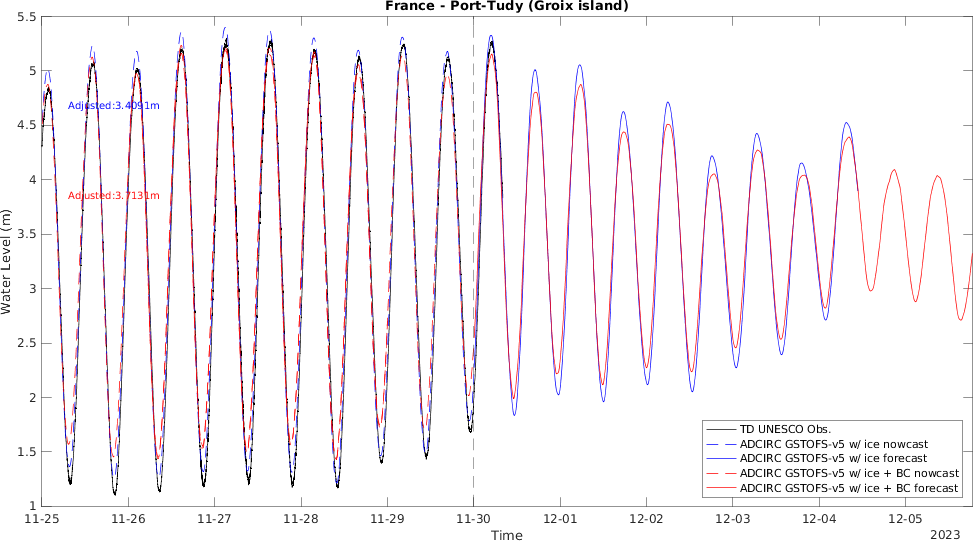 France - Port-Tudy (Groix island)
5.5
5
4.5
4
3.5
3
2.5
2
1.5
1
Water Level (m)
Adjusted:3.4091m
Adjusted:3.7131m
TD UNESCO Obs.
ADCIRC GSTOFS-v5 w/ ice nowcast
ADCIRC GSTOFS-v5 w/ ice forecast
ADCIRC GSTOFS-v5 w/ ice + BC nowcast
ADCIRC GSTOFS-v5 w/ ice + BC forecast
11-25 11-26 11-27 11-28 11-29 11-30 12-01 12-02 12-03 12-04 12-05
Time
2023